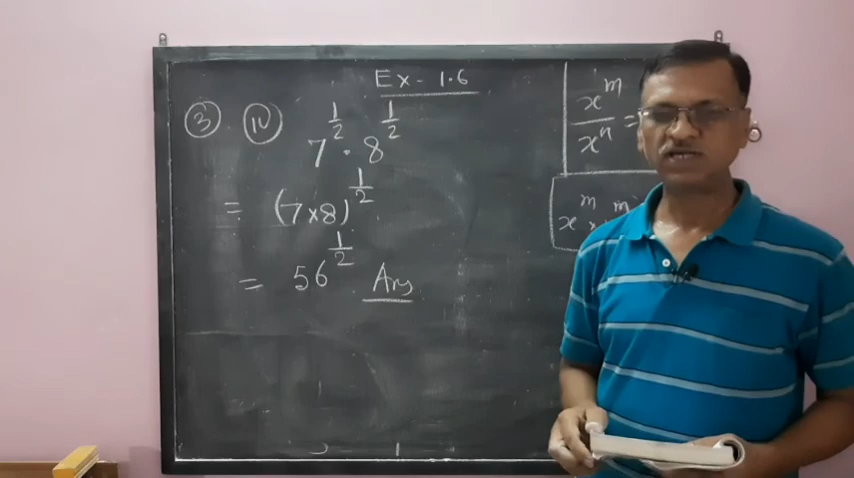 Ex - 1.6
③ ⓘⓥ 7^{1/2} · 8^{1/2}
= (7×8)^{1/2}
= 56^{1/2} Ans
x^m / x^n =
x^m × m